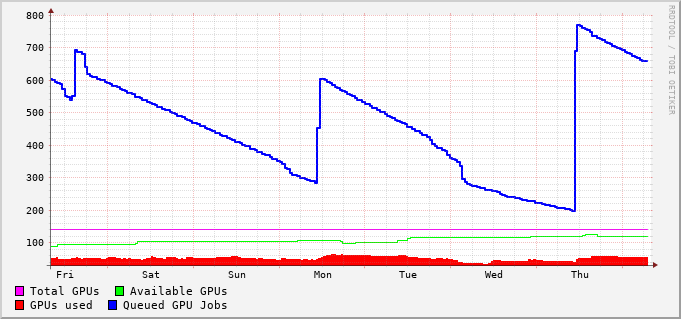 800
700
600
500
400
300
200
100
Fri Sat Sun Mon Tue Wed Thu
Total GPUs Available GPUs
GPUs used Queued GPU Jobs
RRDTOOL / TOBI OETIKER